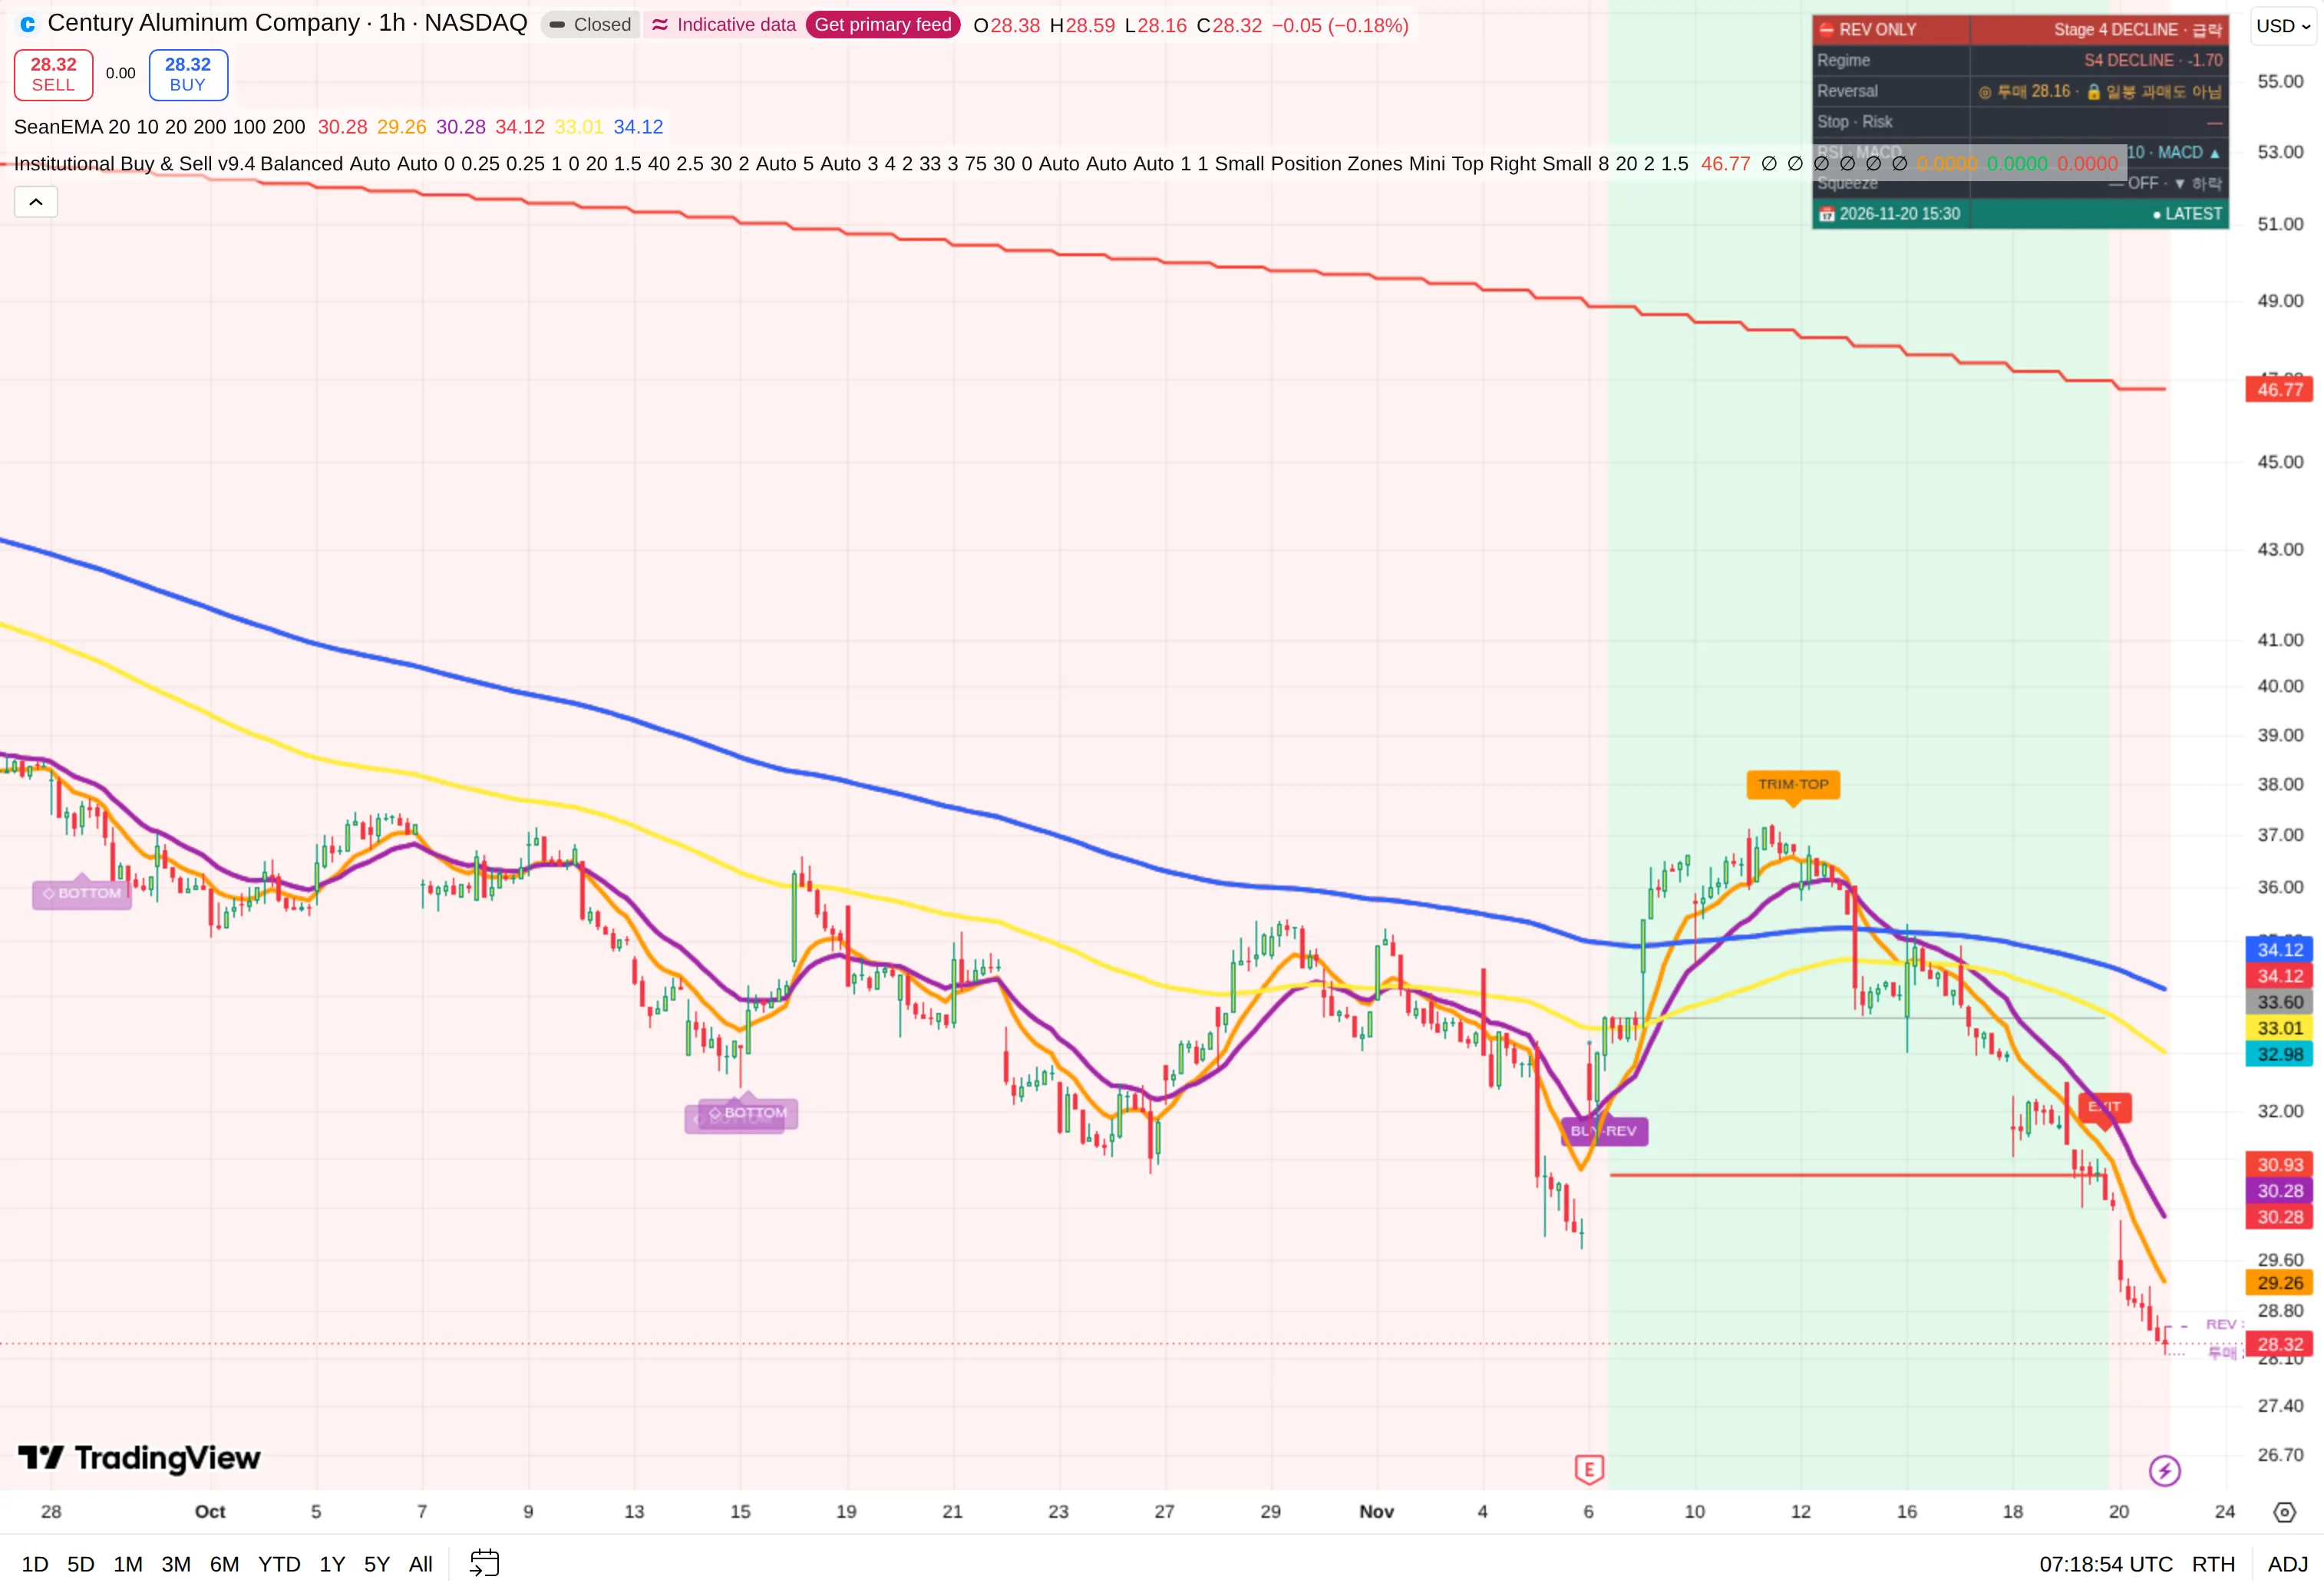 Century Aluminum Company · 1h · NASDAQ
Closed
Indicative data
Get primary feed
O28.38 H28.59 L28.16 C28.32 −0.05 (−0.18%)
28.32
SELL
0.00
28.32
BUY
SeanEMA 20 10 20 200 100 200 30.28 29.26 30.28 34.12 33.01 34.12
Institutional Buy & Sell v9.4 Balanced Auto Auto 0 0.25 0.25 1 0 20 1.5 40 2.5 30 2 Auto 5 Auto 3 4 2 33 3 75 30 0 Auto Auto Auto 1 1 Small Position Zones Mini Top Right Small 8 20 2 1.5 46.77 ∅ ∅ ∅ ∅ ∅ ∅ 0.0000 0.0000 0.0000
REV ONLY Stage 4 DECLINE · 급락
Regime S4 DECLINE · -1.70
Reversal ◎ 투매 28.16 · 🔒 일봉 과매도 아님
Stop · Risk —
RSI · MACD 10 · MACD ▲
Squeeze — OFF · ▼ 하락
2026-11-20 15:30 ● LATEST
USD
55.00
53.00
51.00
49.00
46.77
45.00
43.00
41.00
40.00
39.00
38.00
37.00
36.00
34.12
34.12
33.60
33.01
32.98
32.00
30.93
30.28
30.28
29.60
29.26
28.80
28.32
28.10
27.40
26.70
◇ BOTTOM
◇ BOTTOM
BOTTOM
BUY-REV
TRIM-TOP
EXIT
REV :
투매 :
E
TradingView
28 Oct 5 7 9 13 15 19 21 23 27 29 Nov 4 6 10 12 16 18 20 24
1D 5D 1M 3M 6M YTD 1Y 5Y All
07:18:54 UTC RTH ADJ